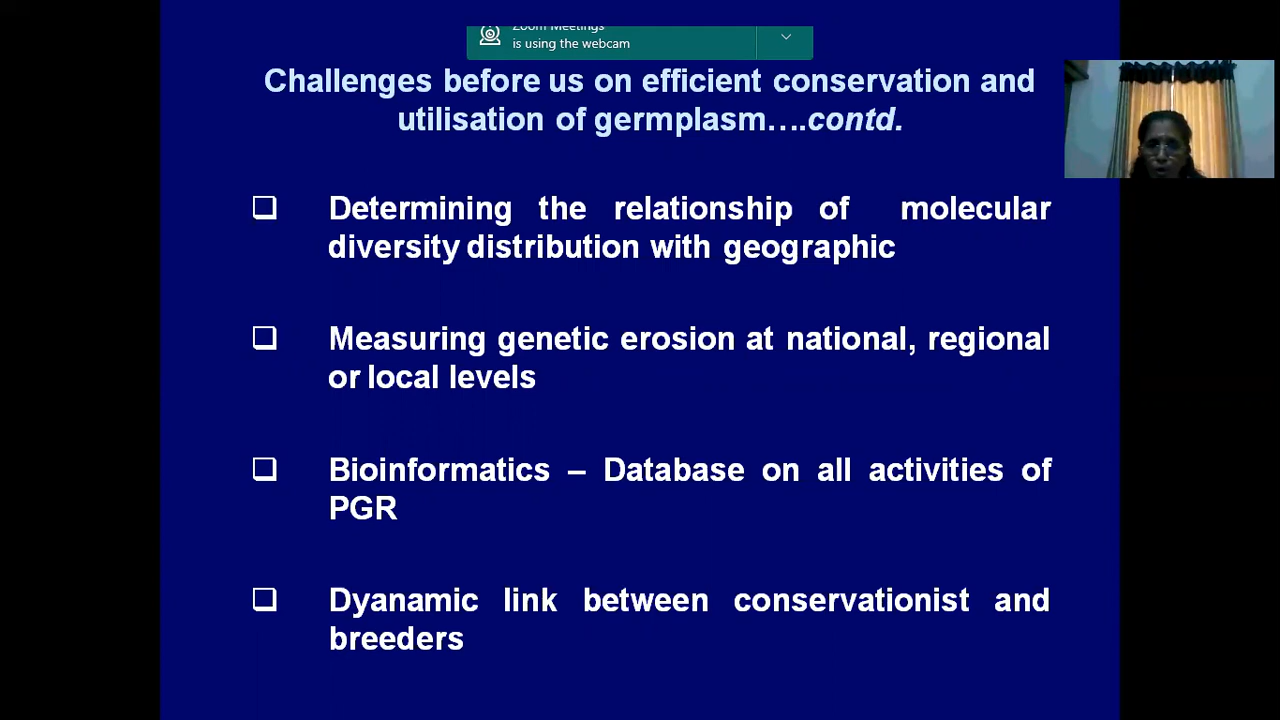 Zoom Meetings
is using the webcam
Challenges before us on efficient conservation and
utilisation of germplasm….contd.
❑ Determining the relationship of molecular
diversity distribution with geographic
❑ Measuring genetic erosion at national, regional
or local levels
❑ Bioinformatics – Database on all activities of
PGR
❑ Dyanamic link between conservationist and
breeders